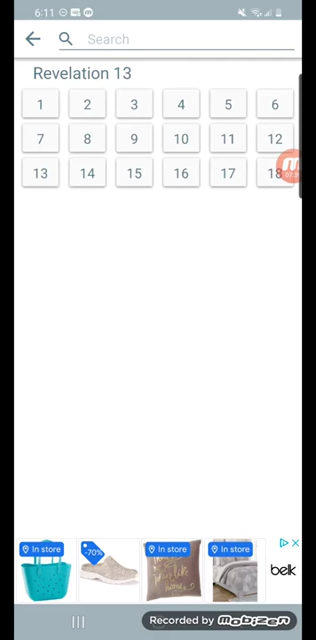 6:11
Search
Revelation 13
1 2 3 4 5 6
7 8 9 10 11 12
13 14 15 16 17 18
In store -70% In store In store
home
belk
Recorded by mobizen